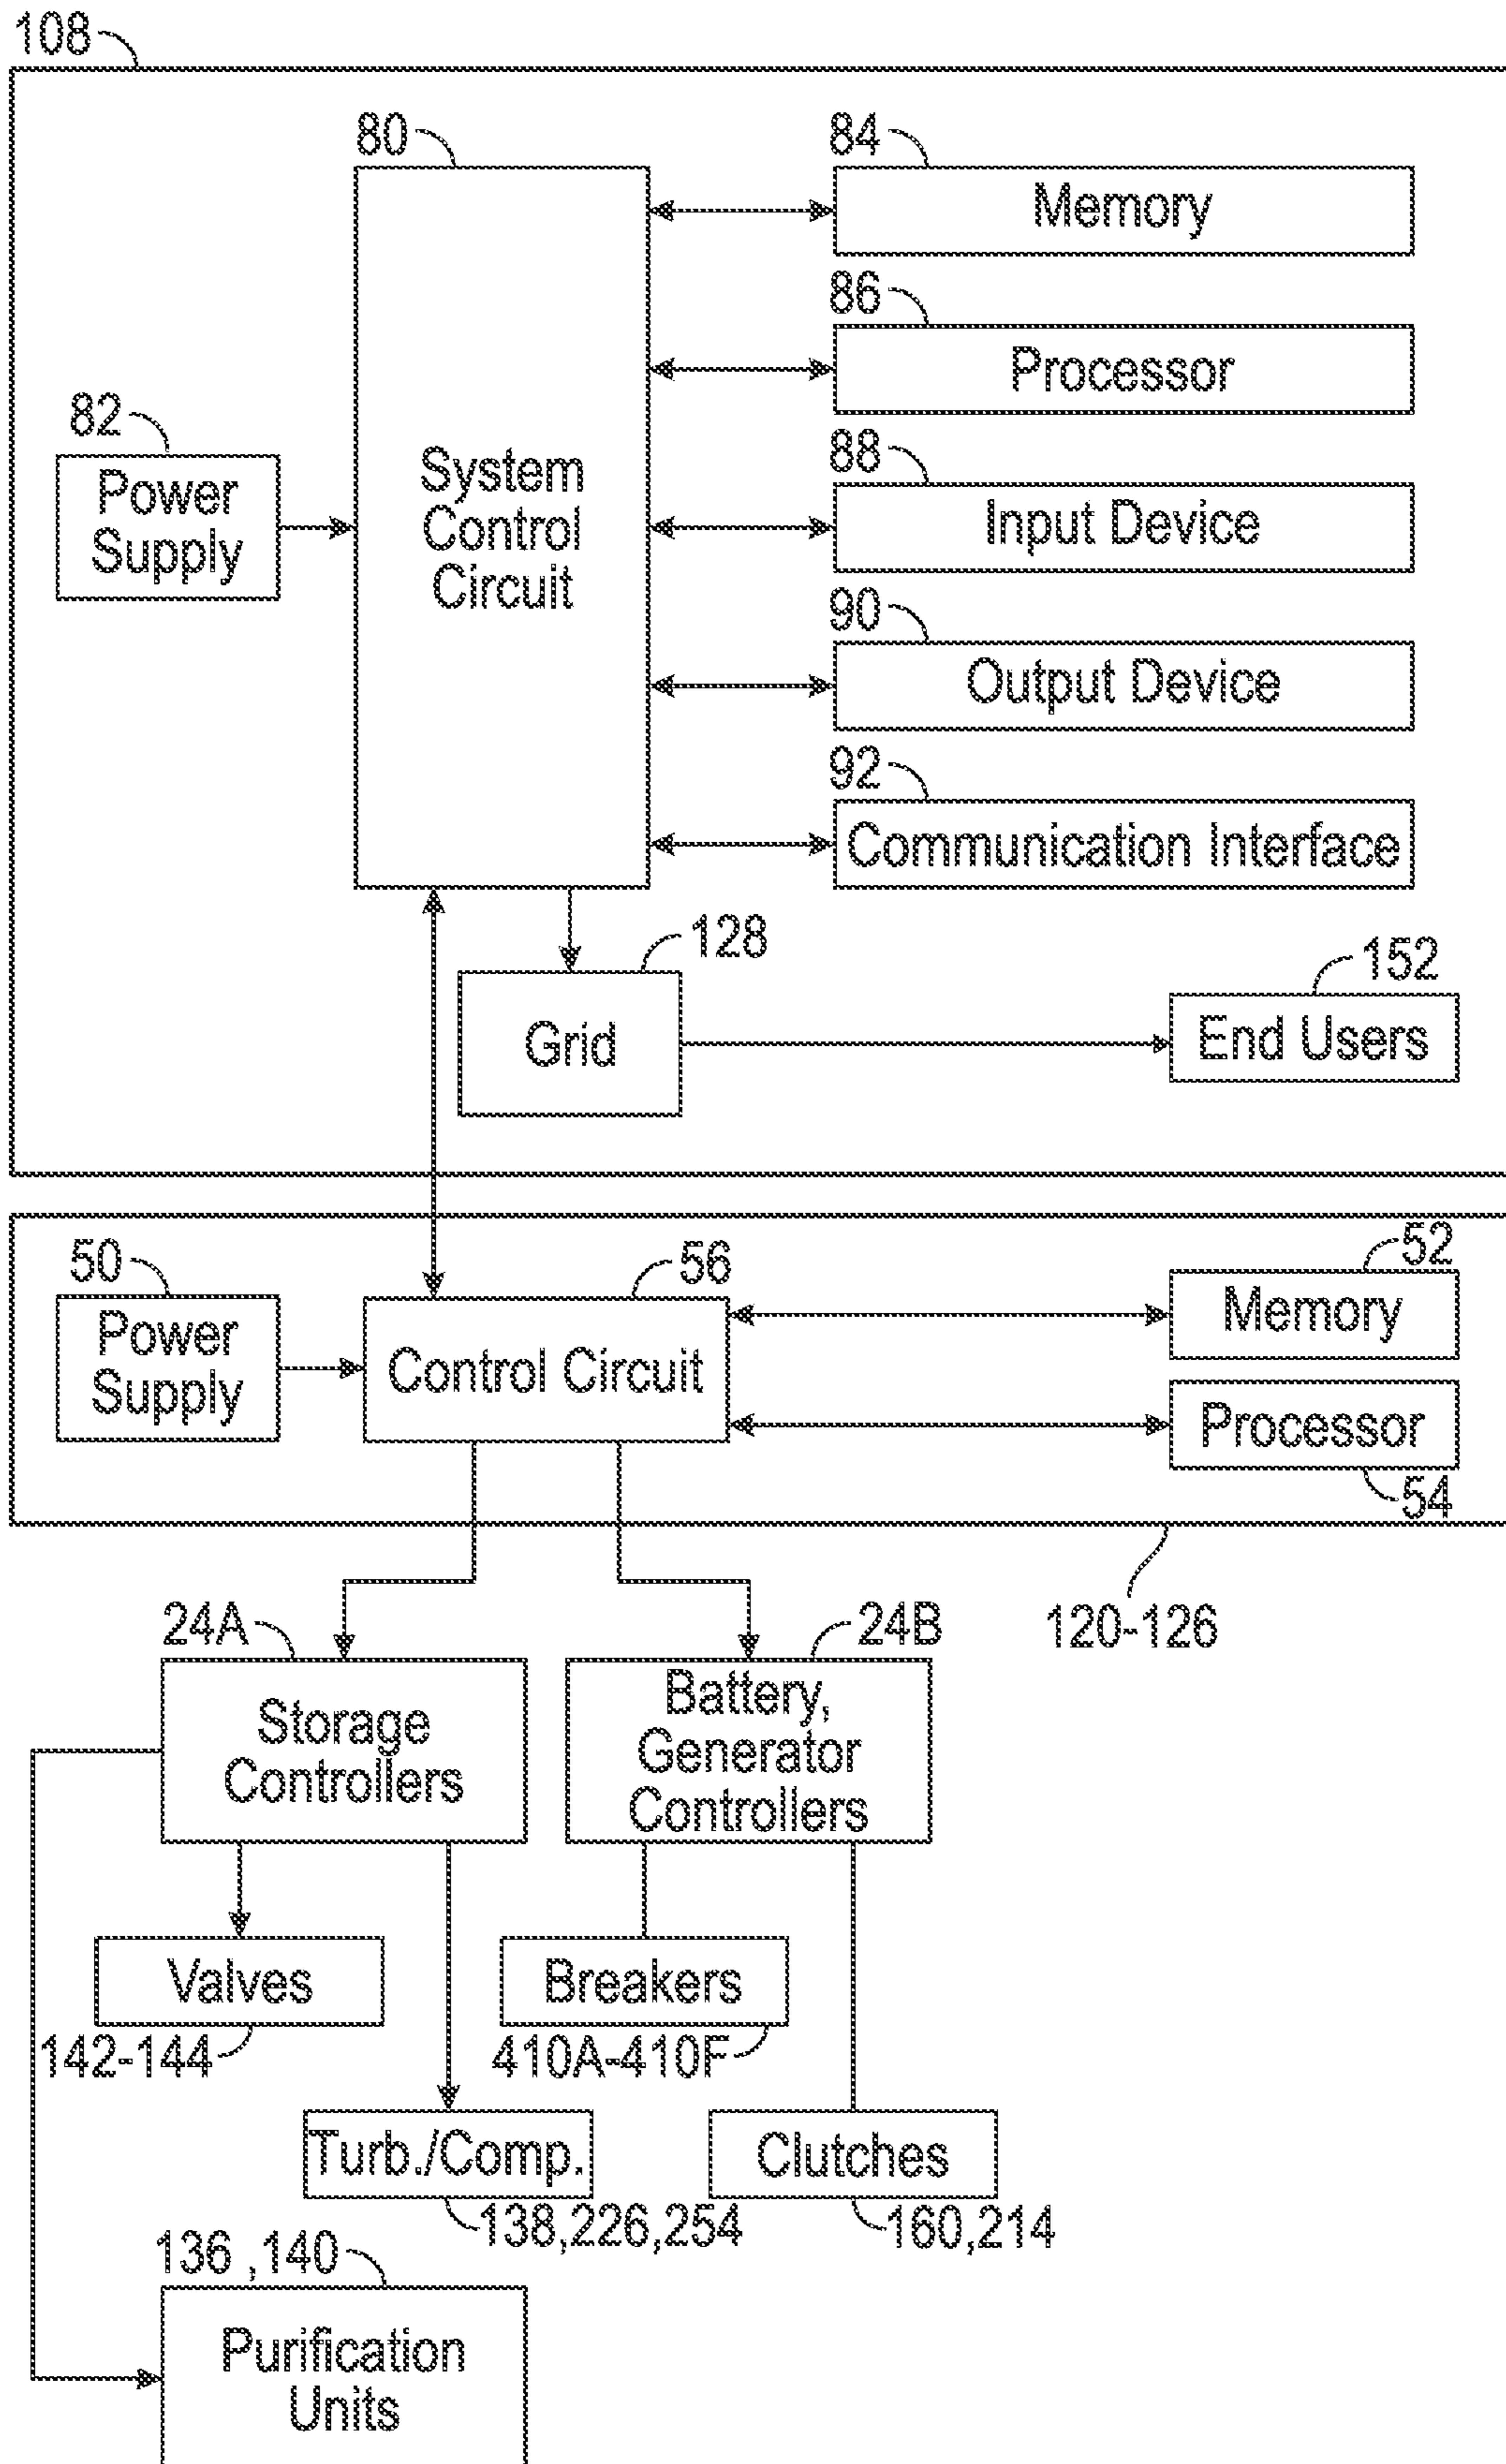 108
80
84
Memory
86
Processor
82
Power
Supply
System
Control
Circuit
88
Input Device
90
Output Device
92
Communication Interface
128
Grid
152
End Users
50
Power
Supply
56
Control Circuit
52
Memory
Processor
54
120-126
24A
Storage
Controllers
24B
Battery,
Generator
Controllers
Valves
142-144
Breakers
410A-410F
Turb./Comp.
138,226,254
Clutches
160,214
136 ,140
Purification
Units